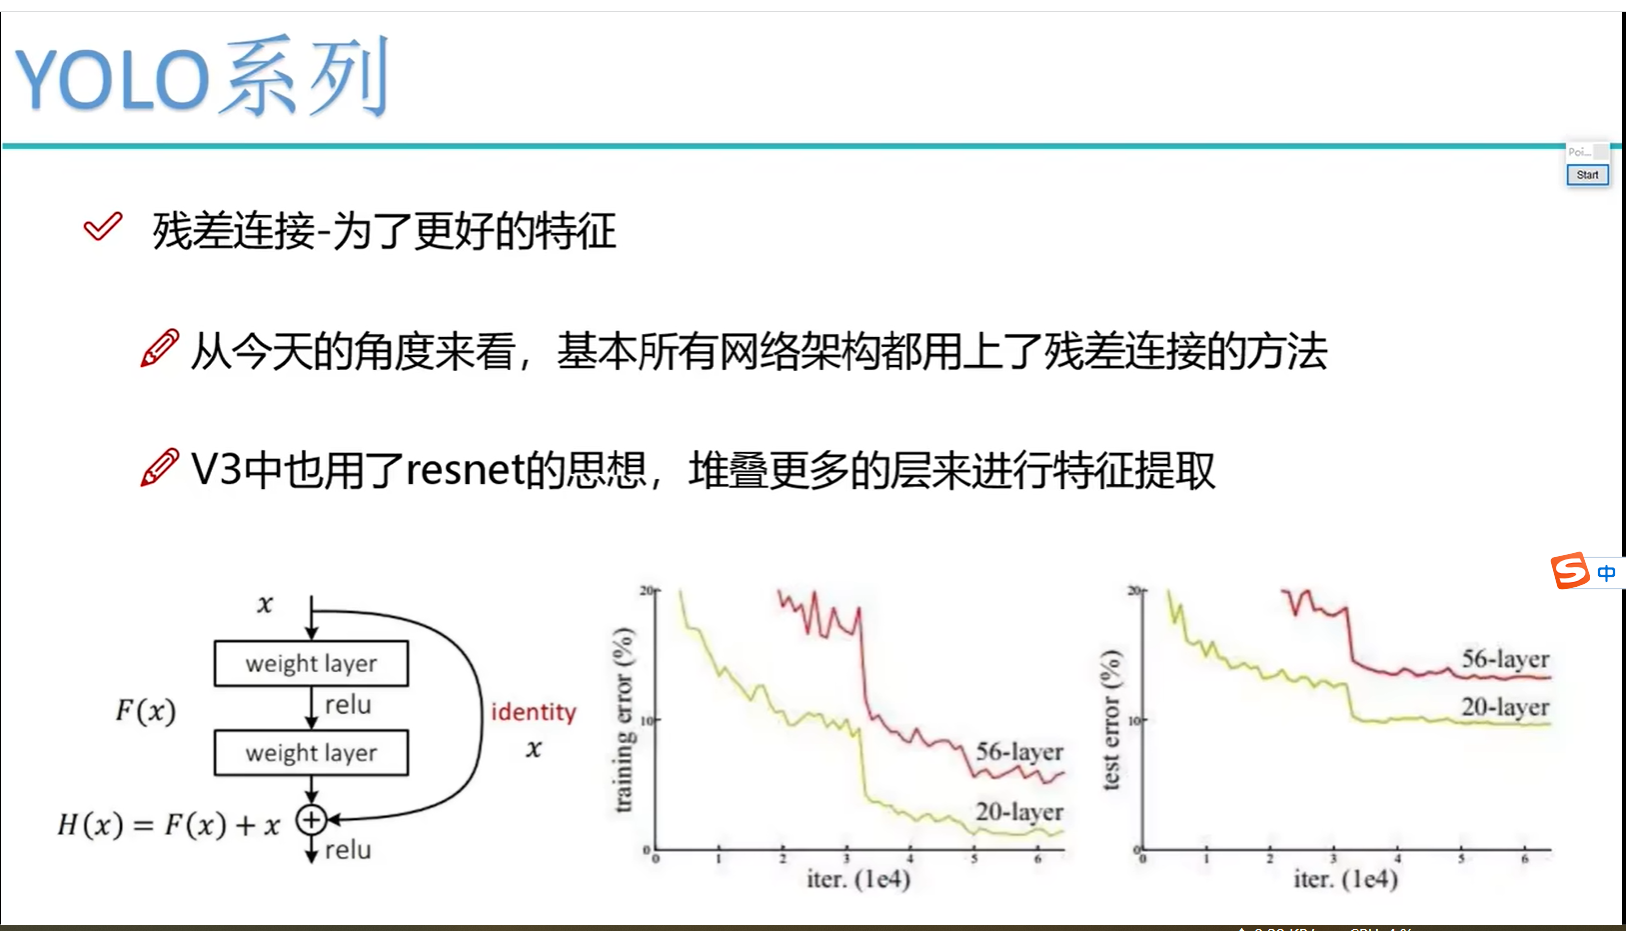 YOLO系列
Poi...
Start
残差连接-为了更好的特征
从今天的角度来看，基本所有网络架构都用上了残差连接的方法
V3中也用了resnet的思想，堆叠更多的层来进行特征提取
中
x
weight layer
F(x)
relu
identity
x
weight layer
H(x) = F(x) + x
relu
training error (%)
20
10
0
56-layer
20-layer
0 1 2 3 4 5 6
iter. (1e4)
test error (%)
20
10
0
56-layer
20-layer
0 1 2 3 4 5 6
iter. (1e4)